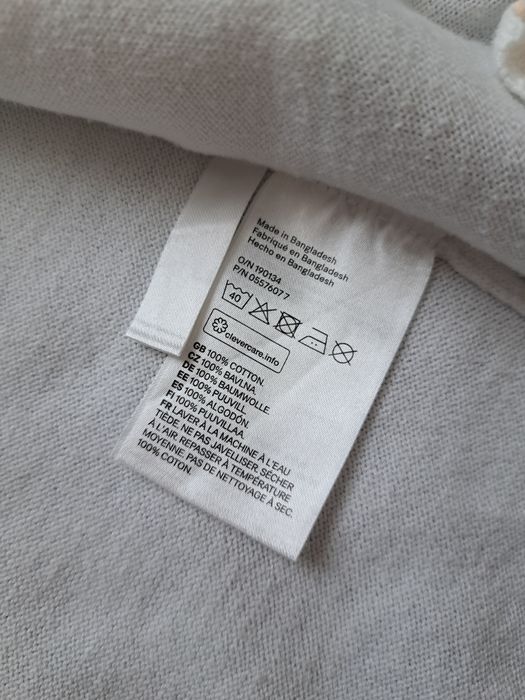 Made in Bangladesh
Fabriqué en Bangladesh
Hecho en Bangladesh
O/N 190134
P/N 0557607 7
40
clevercare.info
GB 100% COTTON.
CZ 100% BAVLNA.
DE 100% BAUMWOLLE.
EE 100% PUUVILL.
ES 100% ALGODÓN.
FI 100% PUUVILLAA.
FR LAVER À LA MACHINE À L'EAU
TIÈDE. NE PAS JAVELLISER. SÉCHER
À L'AIR. REPASSER À TEMPÉRATURE
MOYENNE. PAS DE NETTOYAGE À SEC.
100% COTON.